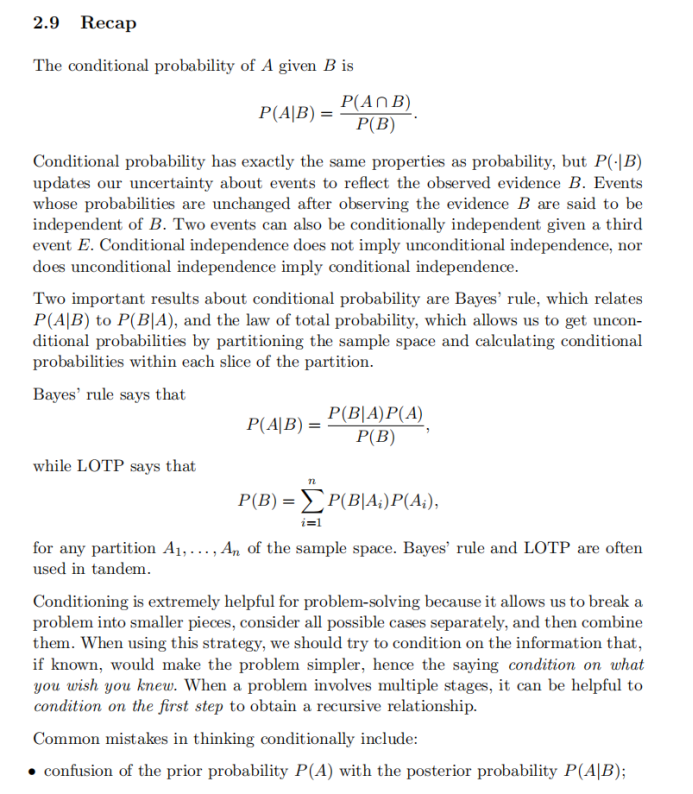 2.9 Recap
The conditional probability of A given B is
P(A|B) = P(A ∩ B) / P(B).
Conditional probability has exactly the same properties as probability, but P(·|B)
updates our uncertainty about events to reflect the observed evidence B. Events
whose probabilities are unchanged after observing the evidence B are said to be
independent of B. Two events can also be conditionally independent given a third
event E. Conditional independence does not imply unconditional independence, nor
does unconditional independence imply conditional independence.
Two important results about conditional probability are Bayes' rule, which relates
P(A|B) to P(B|A), and the law of total probability, which allows us to get uncon-
ditional probabilities by partitioning the sample space and calculating conditional
probabilities within each slice of the partition.
Bayes' rule says that
P(A|B) = P(B|A)P(A) / P(B),
while LOTP says that
P(B) = ∑_{i=1}^{n} P(B|A_i)P(A_i),
for any partition A_1, . . . , A_n of the sample space. Bayes' rule and LOTP are often
used in tandem.
Conditioning is extremely helpful for problem-solving because it allows us to break a
problem into smaller pieces, consider all possible cases separately, and then combine
them. When using this strategy, we should try to condition on the information that,
if known, would make the problem simpler, hence the saying condition on what
you wish you knew. When a problem involves multiple stages, it can be helpful to
condition on the first step to obtain a recursive relationship.
Common mistakes in thinking conditionally include:
• confusion of the prior probability P(A) with the posterior probability P(A|B);